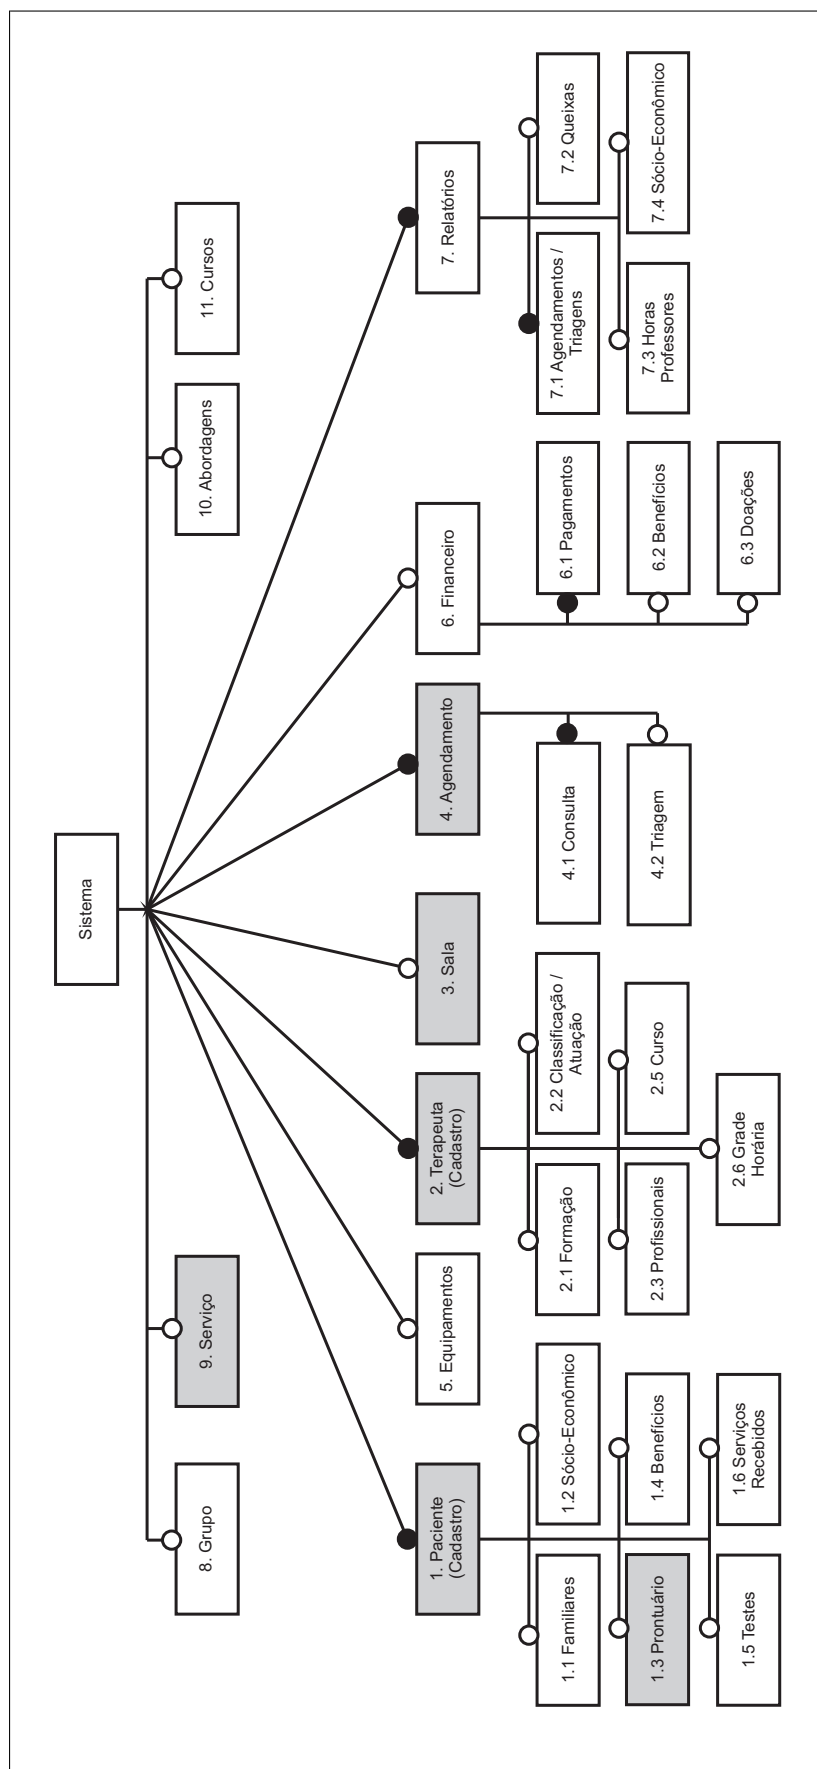 Sistema
8. Grupo
9. Serviço
10. Abordagens
11. Cursos
1. Paciente
(Cadastro)
5. Equipamentos
2. Terapeuta
(Cadastro)
3. Sala
4. Agendamento
6. Financeiro
7. Relatórios
1.1 Familiares
1.2 Sócio-Econômico
1.3 Prontuário
1.4 Benefícios
1.5 Testes
1.6 Serviços
Recebidos
2.1 Formação
2.2 Classificação /
Atuação
2.3 Profissionais
2.5 Curso
2.6 Grade
Horária
4.1 Consulta
4.2 Triagem
6.1 Pagamentos
6.2 Benefícios
6.3 Doações
7.1 Agendamentos /
Triagens
7.2 Queixas
7.3 Horas
Professores
7.4 Sócio-Econômico